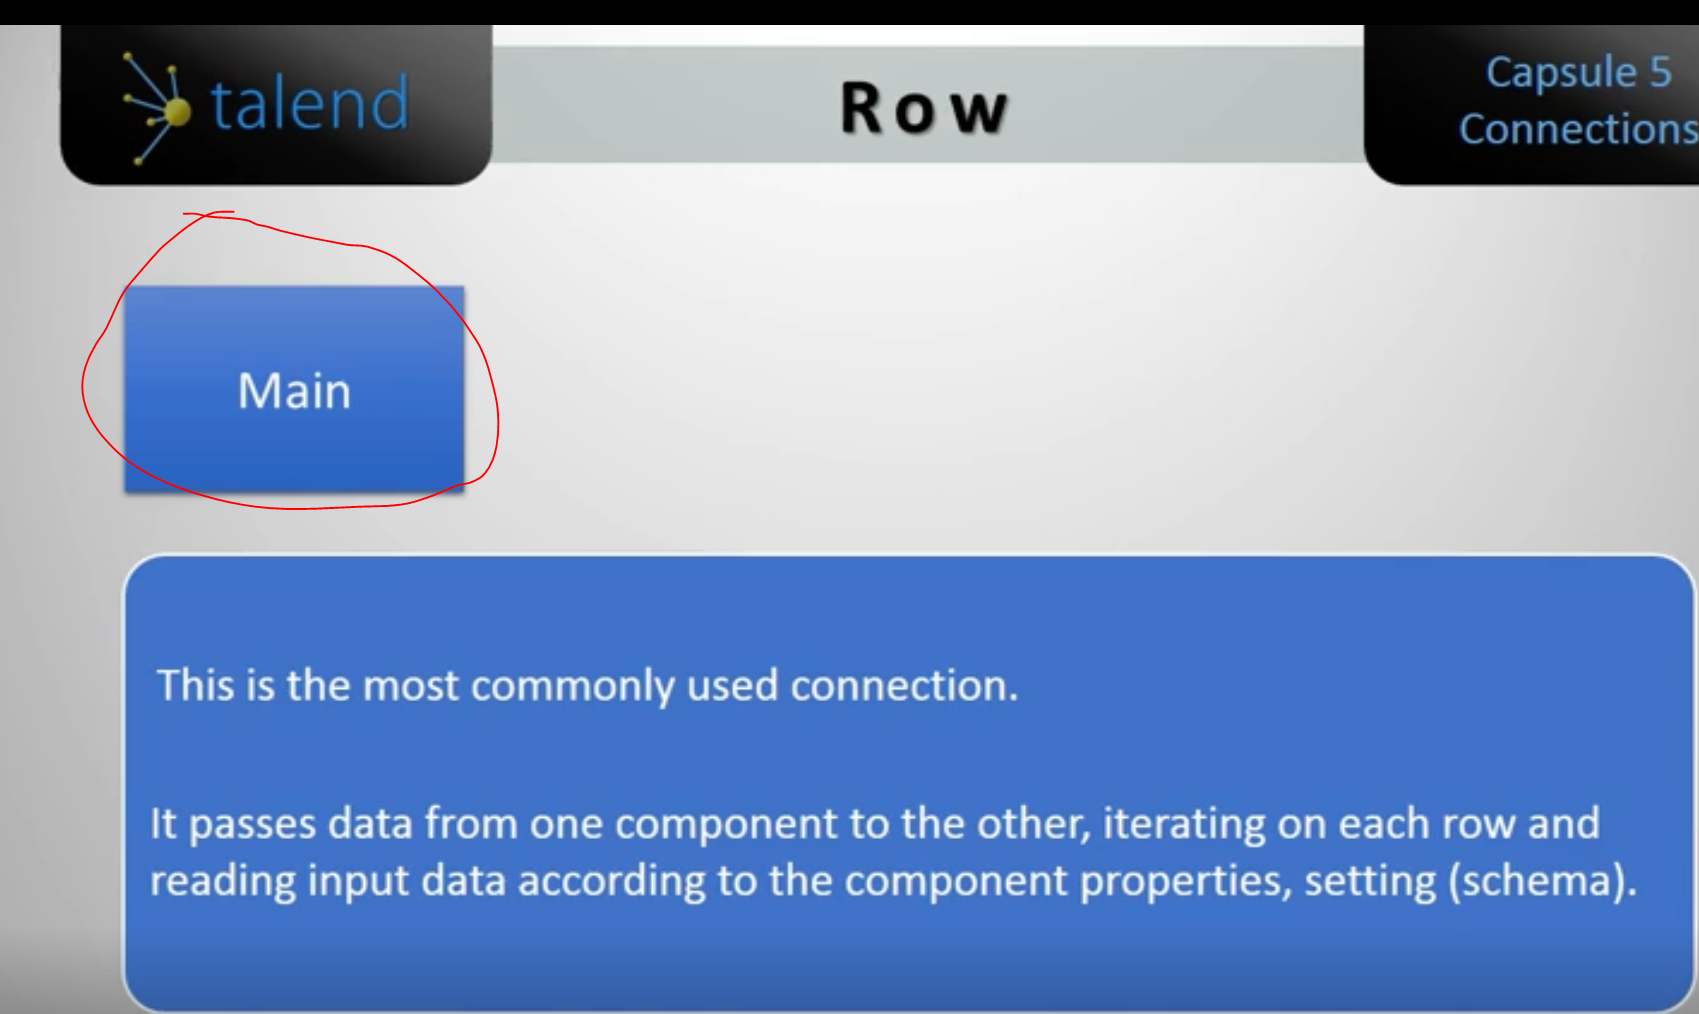 talend
Row
Capsule 5
Connections
Main
This is the most commonly used connection.
It passes data from one component to the other, iterating on each row and
reading input data according to the component properties, setting (schema).